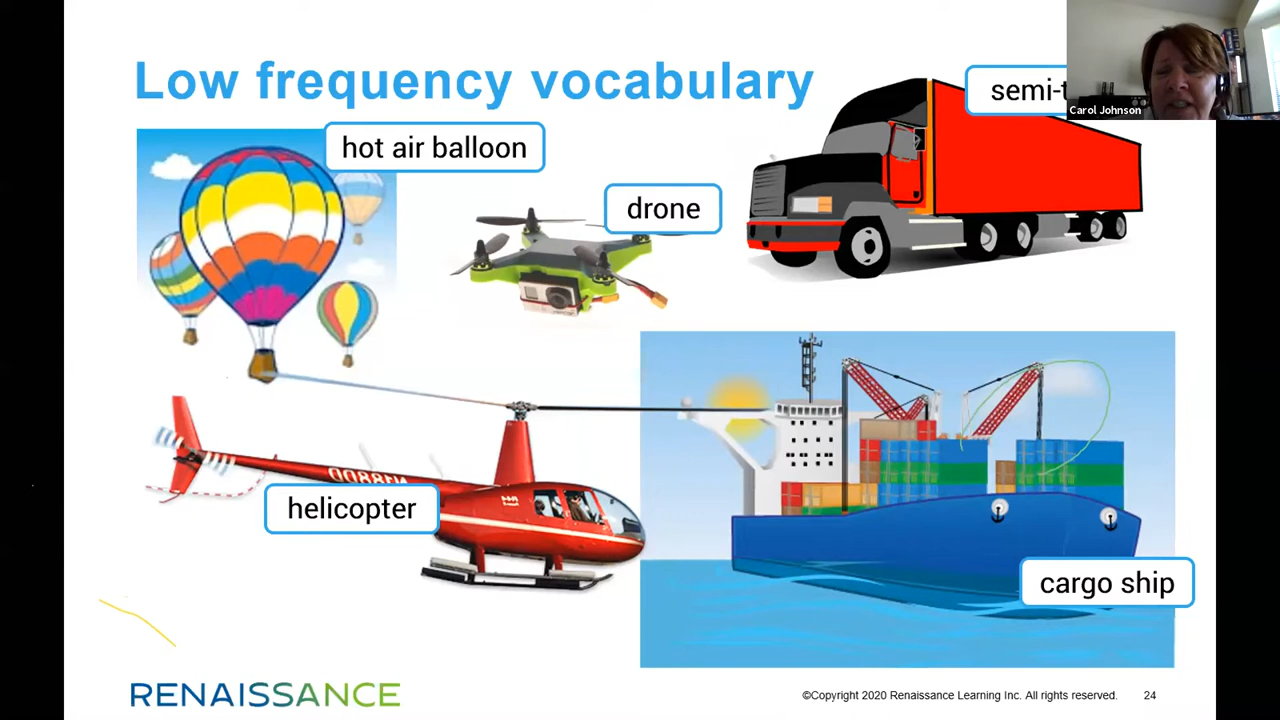 Low frequency vocabulary
semi-t
Carol Johnson
hot air balloon
drone
helicopter
cargo ship
RENAISSANCE
©Copyright 2020 Renaissance Learning Inc. All rights reserved. 24